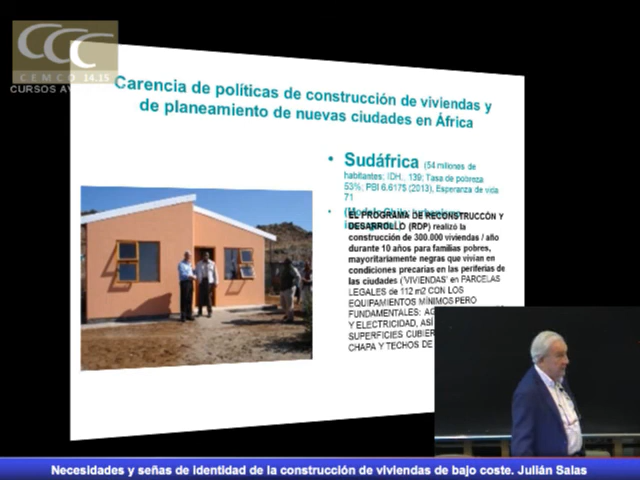 CCC
CEMCO 14.15
CURSOS AV
Carencia de políticas de construcción de viviendas y
de planeamiento de nuevas ciudades en África
• Sudáfrica (54 millones de
habitantes; IDH., 139; Tasa de pobreza
53%; PBI 6.6175 (2013), Esperanza de vida
71
•
EL PROGRAMA DE RECONSTRUCCÓN Y
DESARROLLO (RDP) realizó la
construcción de 300.000 viviendas / año
durante 10 años para familias pobres,
mayoritariamente negras que vivían en
condiciones precarias en las periferias de
las ciudades ('VIVIENDAS' en PARCELAS
LEGALES de 112 m2 CON LOS
EQUIPAMIENTOS MÍNIMOS PERO
FUNDAMENTALES: AG
Y ELECTRICIDAD, ASÍ
SUPERFICIES CUBIER
CHAPA Y TECHOS DE
Necesidades y señas de identidad de la construcción de viviendas de bajo coste. Julián Salas